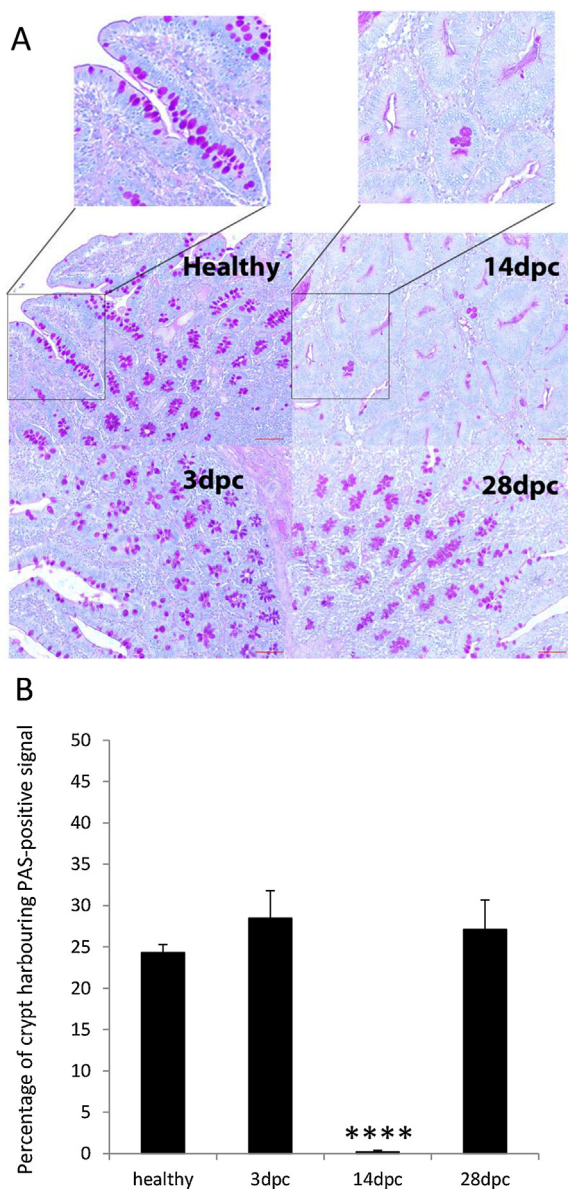 A
Healthy
14dpc
3dpc
28dpc
B
Percentage of crypt harbouring PAS-positive signal
50
45
40
35
30
25
20
15
10
5
0
****
healthy
3dpc
14dpc
28dpc